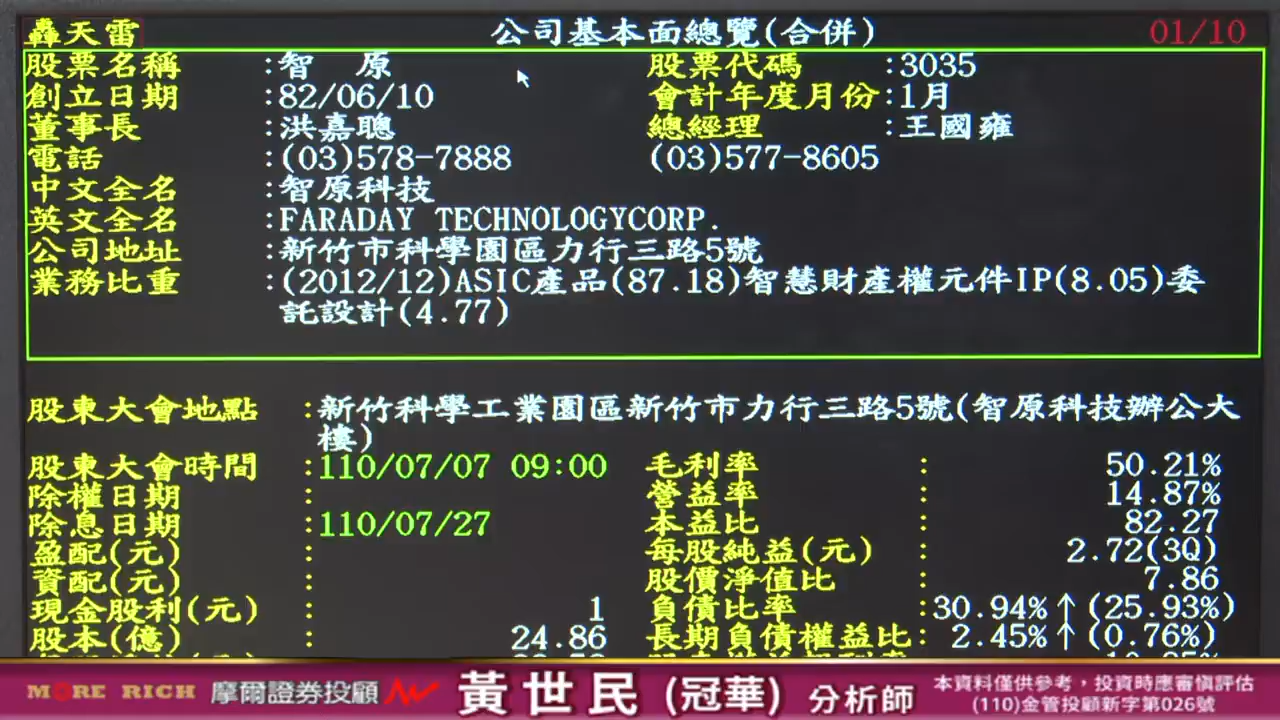 轟天雷 公司基本面總覽(合併) 01/10
股票名稱 :智 原 股票代碼 :3035
創立日期 :82/06/10 會計年度月份:1月
董事長 :洪嘉聰 總經理 :王國雍
電話 :(03)578-7888 (03)577-8605
中文全名 :智原科技
英文全名 :FARADAY TECHNOLOGYCORP.
公司地址 :新竹市科學園區力行三路5號
業務比重 :(2012/12)ASIC產品(87.18)智慧財產權元件IP(8.05)委
託設計(4.77)
股東大會地點 :新竹科學工業園區新竹市力行三路5號(智原科技辦公大
樓)
股東大會時間 :110/07/07 09:00 毛利率 : 50.21%
除權日期 : 營益率 : 14.87%
除息日期 :110/07/27 本益比 : 82.27
盈配(元) : 每股純益(元) : 2.72(3Q)
資配(元) : 股價淨值比 : 7.86
現金股利(元) : 1 負債比率 :30.94%↑(25.93%)
股本(億) : 24.86 長期負債權益比: 2.45%↑(0.76%)
MORE RICH 摩爾證券投顧 黃世民(冠華) 分析師 本資料僅供參考，投資時應審慎評估
(110)金管投顧新字第026號